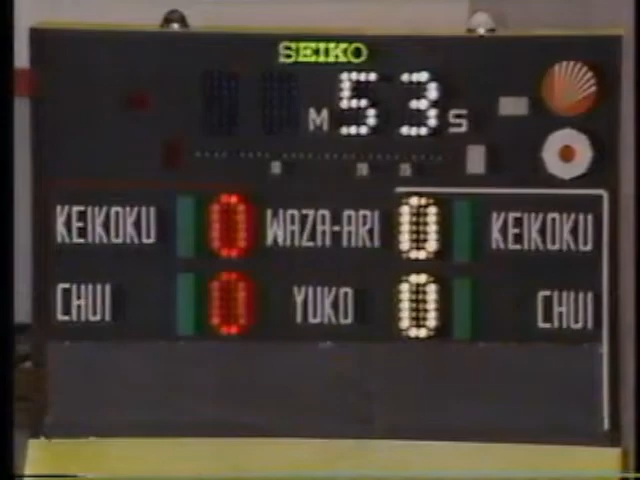 SEIKO
M 53 S
KEIKOKU 0 WAZA-ARI 0 KEIKOKU
CHUI 0 YUKO 0 CHUI